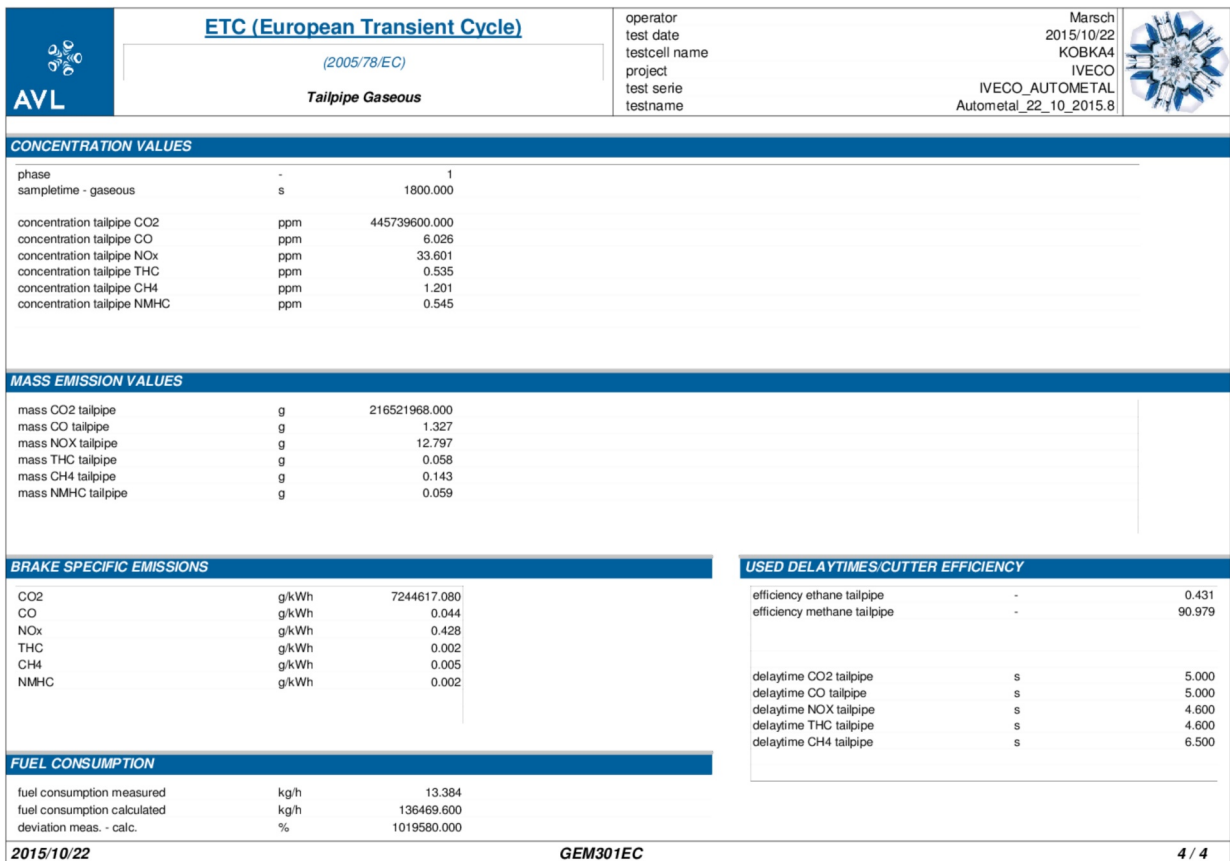 AVL
ETC (European Transient Cycle)
(2005/78/EC)
Tailpipe Gaseous
operator Marsch
test date 2015/10/22
testcell name KOBKA4
project IVECO
test serie IVECO_AUTOMETAL
testname Autometal_22_10_2015.8
CONCENTRATION VALUES
phase - 1
sampletime - gaseous s 1800.000
concentration tailpipe CO2 ppm 445739600.000
concentration tailpipe CO ppm 6.026
concentration tailpipe NOx ppm 33.601
concentration tailpipe THC ppm 0.535
concentration tailpipe CH4 ppm 1.201
concentration tailpipe NMHC ppm 0.545
MASS EMISSION VALUES
mass CO2 tailpipe g 216521968.000
mass CO tailpipe g 1.327
mass NOX tailpipe g 12.797
mass THC tailpipe g 0.058
mass CH4 tailpipe g 0.143
mass NMHC tailpipe g 0.059
BRAKE SPECIFIC EMISSIONS
CO2 g/kWh 7244617.080
CO g/kWh 0.044
NOx g/kWh 0.428
THC g/kWh 0.002
CH4 g/kWh 0.005
NMHC g/kWh 0.002
USED DELAYTIMES/CUTTER EFFICIENCY
efficiency ethane tailpipe - 0.431
efficiency methane tailpipe - 90.979
delaytime CO2 tailpipe s 5.000
delaytime CO tailpipe s 5.000
delaytime NOX tailpipe s 4.600
delaytime THC tailpipe s 4.600
delaytime CH4 tailpipe s 6.500
FUEL CONSUMPTION
fuel consumption measured kg/h 13.384
fuel consumption calculated kg/h 136469.600
deviation meas. - calc. % 1019580.000
2015/10/22 GEM301EC 4 / 4